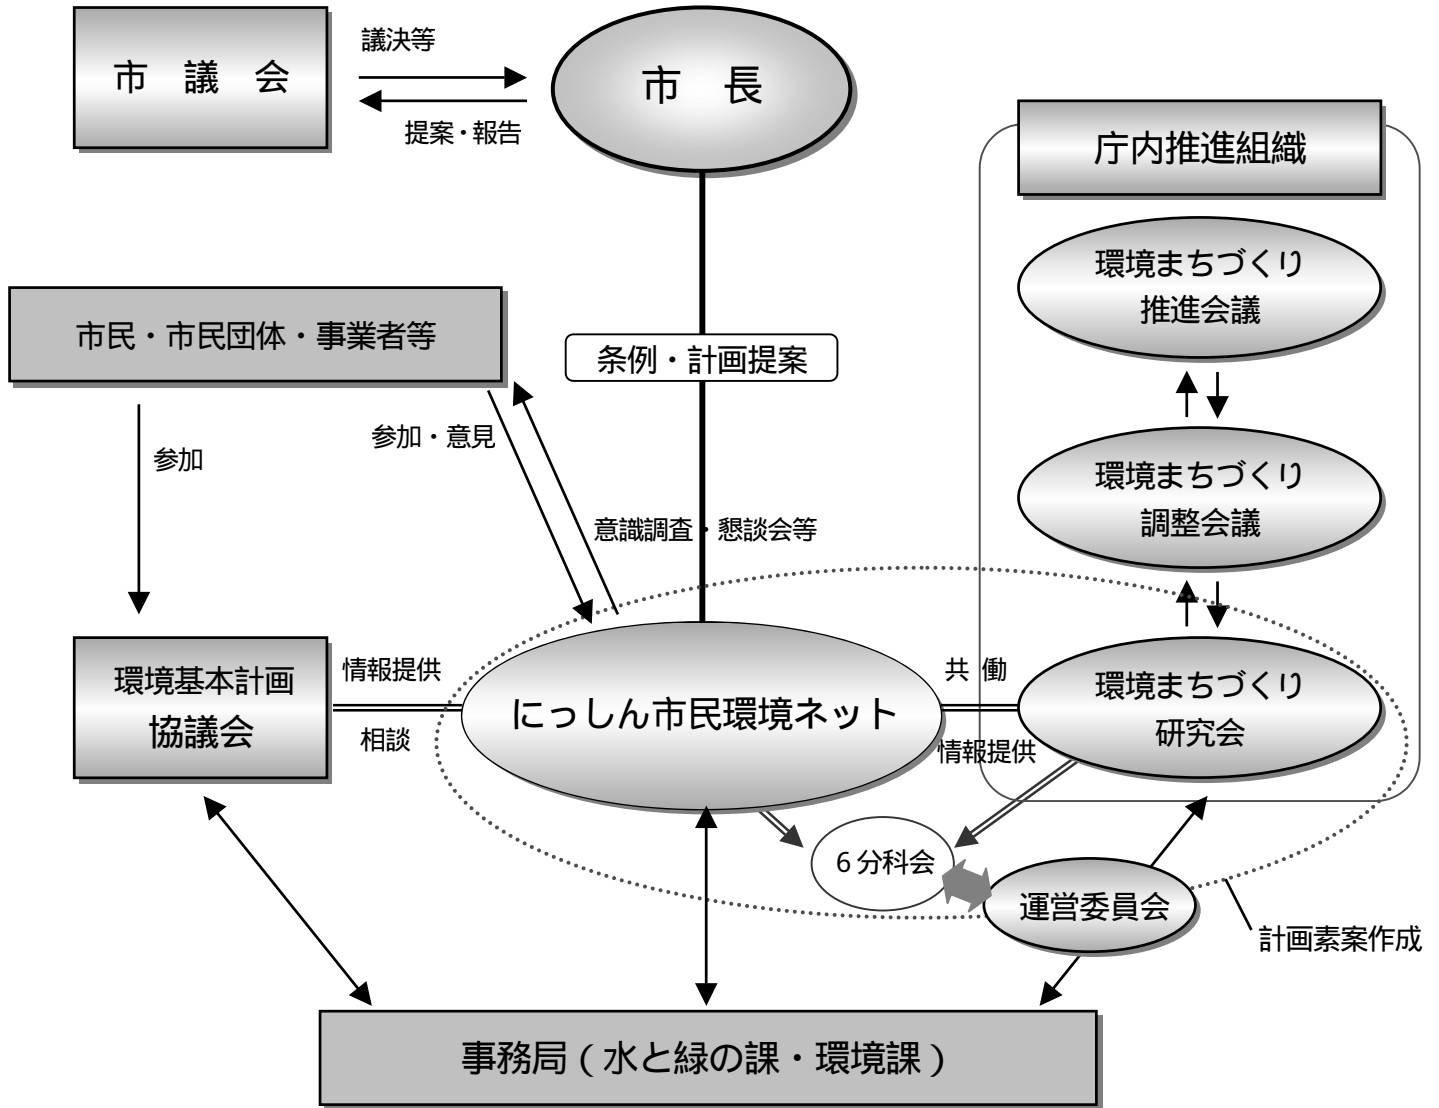 市　議　会
議決等
提案・報告
市　長
庁内推進組織
環境まちづくり
推進会議
市民・市民団体・事業者等
条例・計画提案
参加・意見
参加
環境まちづくり
調整会議
意識調査・懇談会等
環境基本計画
協議会
情報提供
相談
にっしん市民環境ネット
共 働
情報提供
環境まちづくり
研究会
６分科会
運営委員会
計画素案作成
事務局（水と緑の課・環境課）